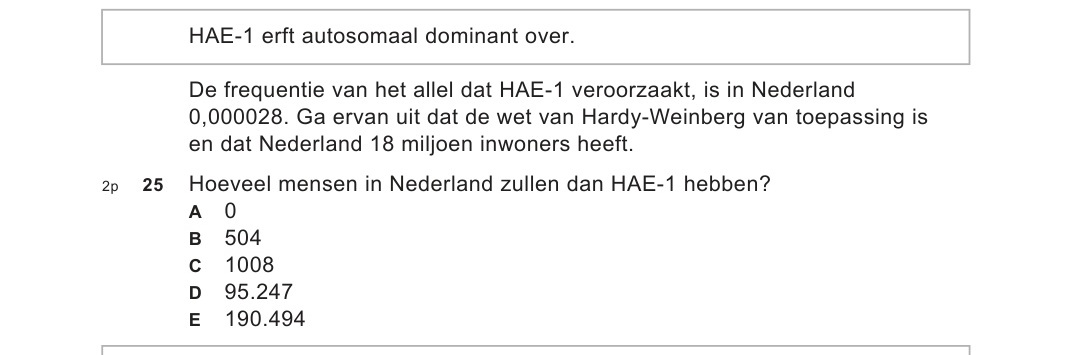 HAE-1 erft autosomaal dominant over.
De frequentie van het allel dat HAE-1 veroorzaakt, is in Nederland
0,000028. Ga ervan uit dat de wet van Hardy-Weinberg van toepassing is
en dat Nederland 18 miljoen inwoners heeft.
2p 25 Hoeveel mensen in Nederland zullen dan HAE-1 hebben?
A 0
B 504
C 1008
D 95.247
E 190.494